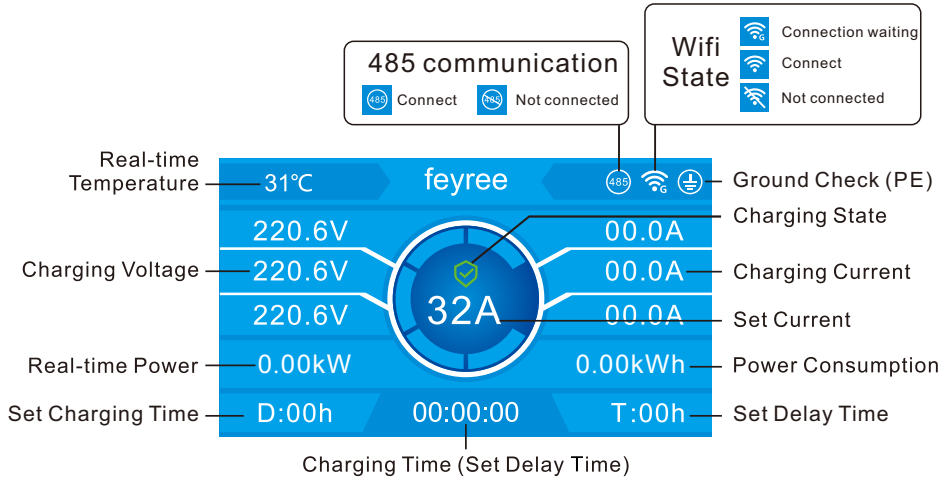 485 communication
485 Connect
485 Not connected
Wifi
State
G Connection waiting
Connect
Not connected
Real-time
Temperature
31℃
feyree
485
G
Ground Check (PE)
Charging State
220.6V
00.0A
Charging Voltage
220.6V
00.0A
Charging Current
32A
220.6V
00.0A
Set Current
Real-time Power
0.00kW
0.00kWh
Power Consumption
Set Charging Time
D:00h
00:00:00
T:00h
Set Delay Time
Charging Time (Set Delay Time)